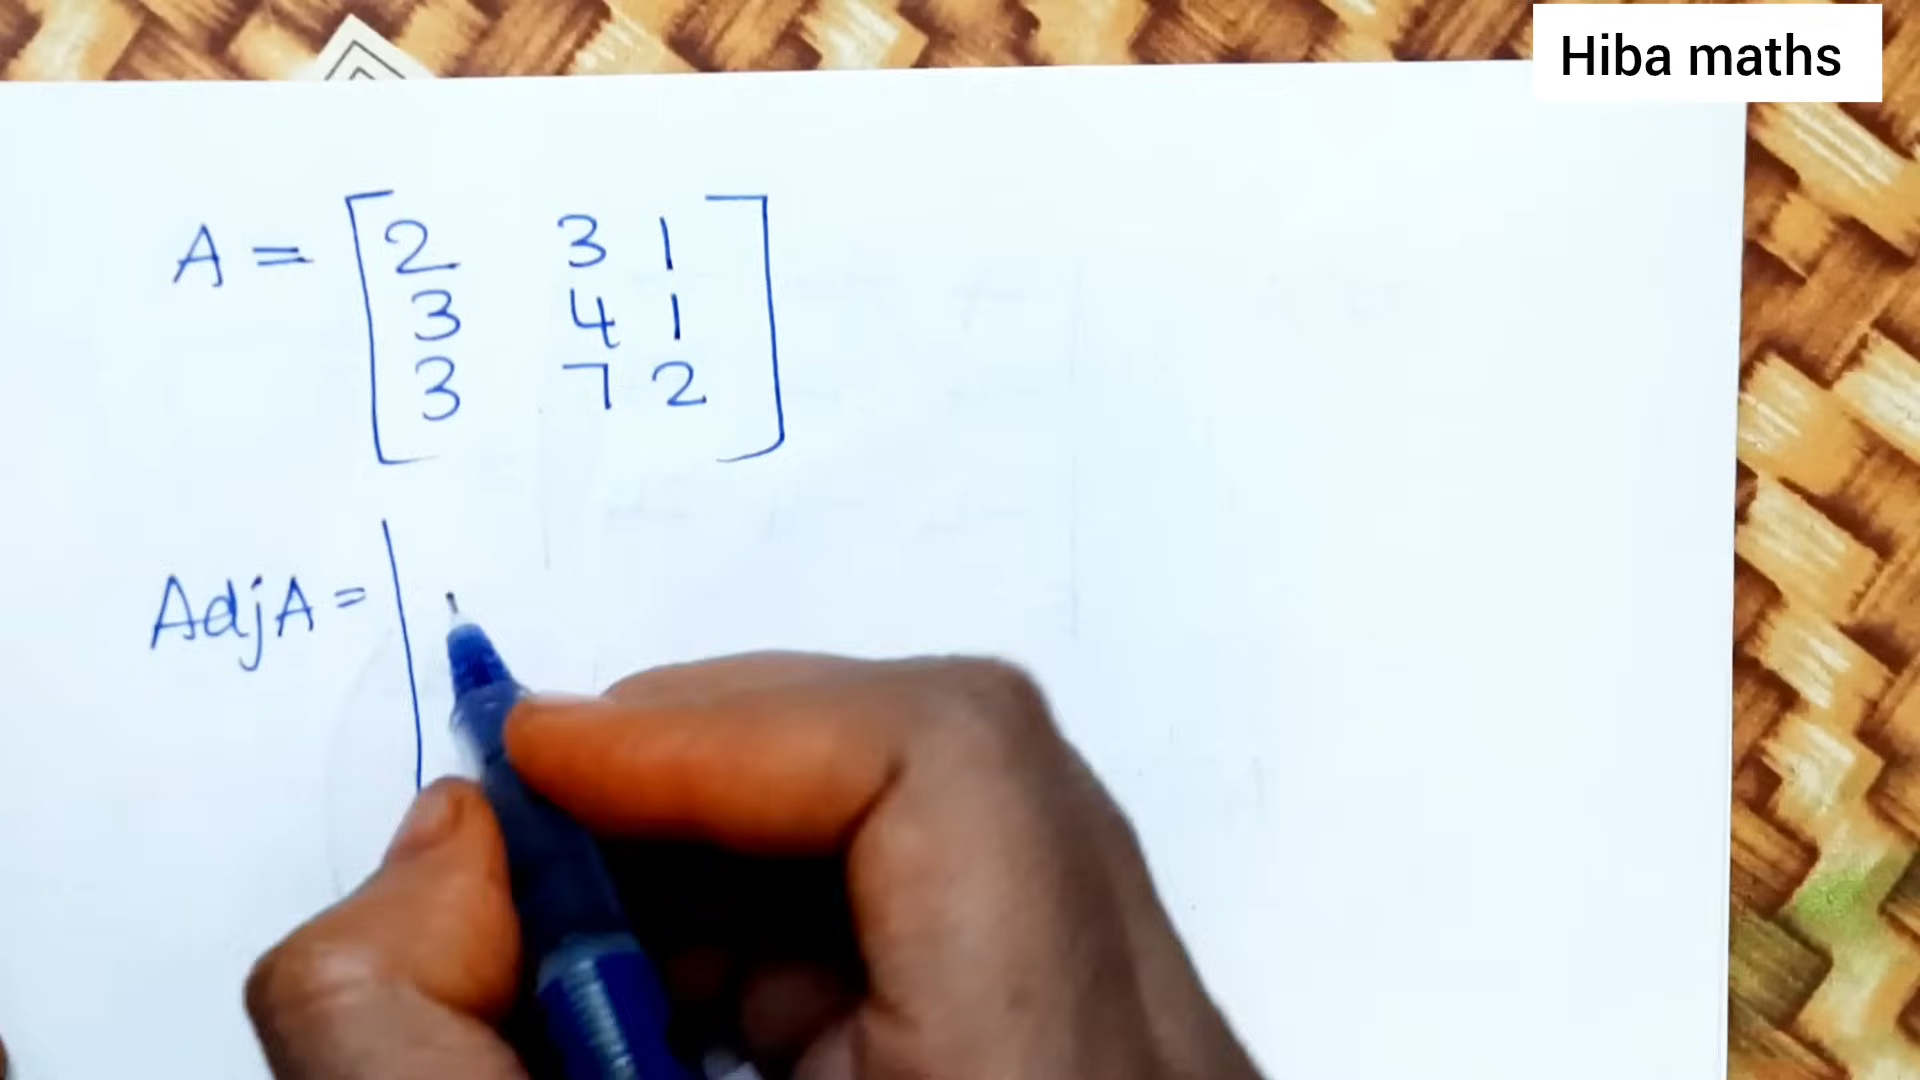 Hiba maths
A = [2 3 1
3 4 1
3 7 2]
AdjA = |